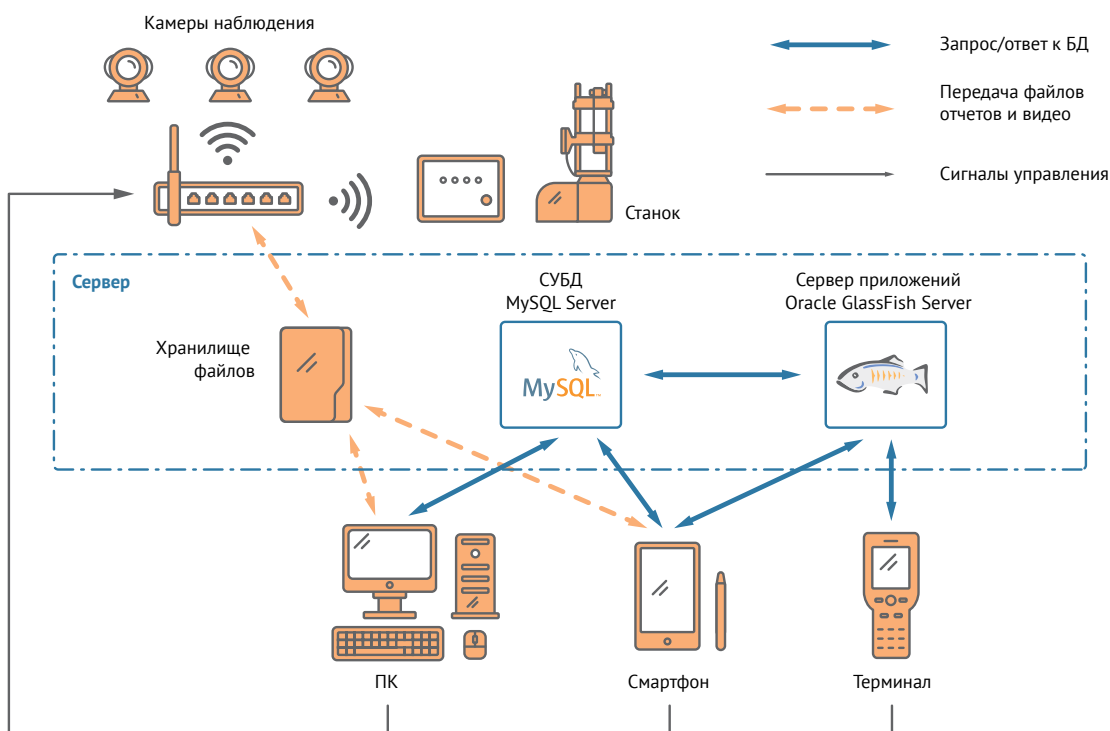 Камеры наблюдения
Запрос/ответ к БД
Передача файлов
отчетов и видео
Сигналы управления
Станок
Сервер
СУБД
MySQL Server
Сервер приложений
Oracle GlassFish Server
Хранилище
файлов
MySQL™
ПК
Смартфон
Терминал